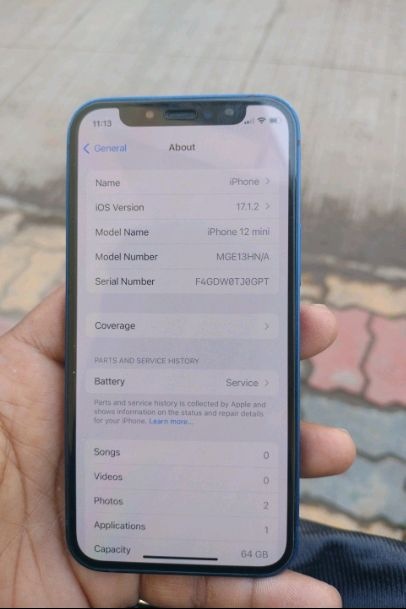 11:13
General About
Name iPhone
iOS Version 17.1.2
Model Name iPhone 12 mini
Model Number MGE13HN/A
Serial Number F4GDW0TJ0GPT
Coverage
PARTS AND SERVICE HISTORY
Battery Service
Parts and service history is collected by Apple and
shows information on the status and repair details
for your iPhone. Learn more...
Songs 0
Videos 0
Photos 2
Applications 1
Capacity 64 GB